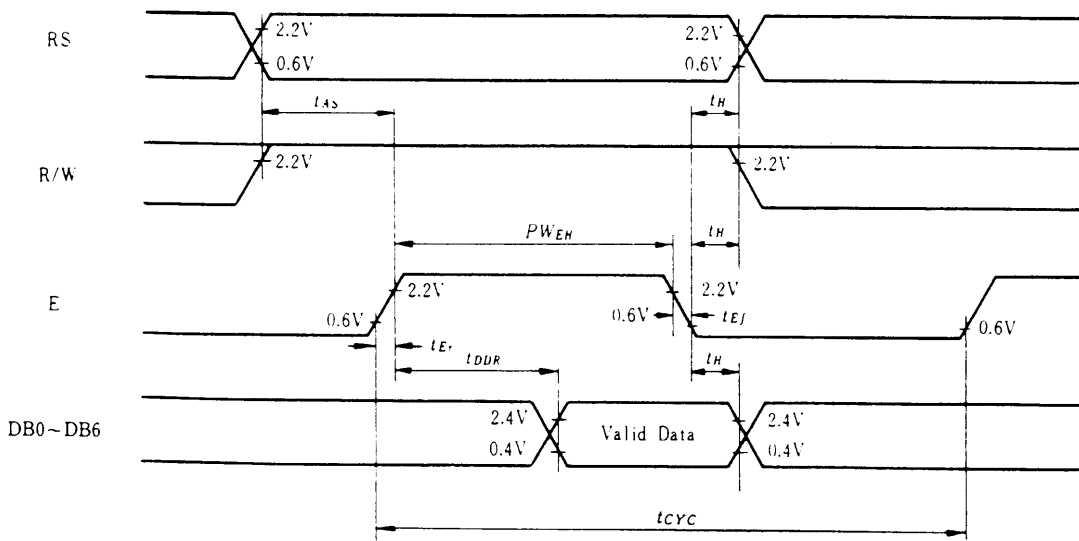 RS
2.2V
2.2V
0.6V
0.6V
tAS
tH
R/W
2.2V
2.2V
PWEH
tH
E
2.2V
2.2V
0.6V
0.6V
tEf
0.6V
tEr
tDDR
tH
DB0~DB6
2.4V
Valid Data
2.4V
0.4V
0.4V
tCYC